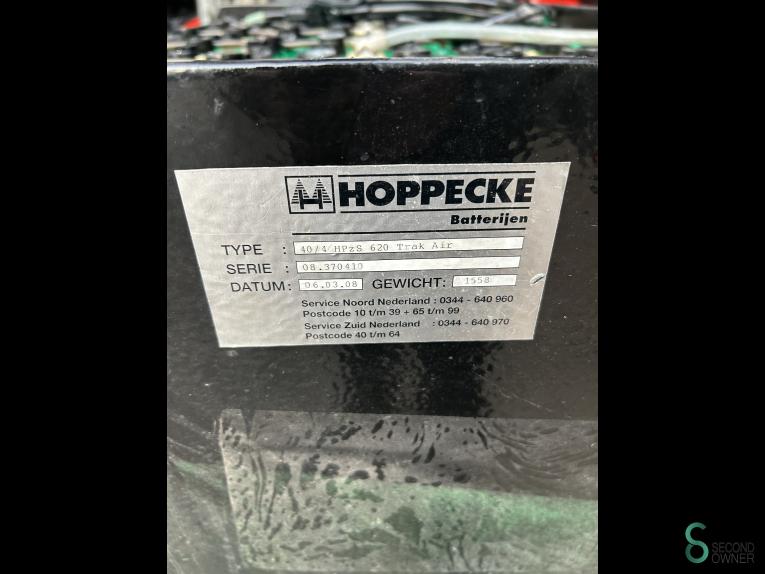 HOPPECKE
Batterijen
TYPE : 40/4 HPzS 620 Trak Air
SERIE : 08.370410
DATUM: 06.03.08 GEWICHT: 1558
Service Noord Nederland : 0344 - 640 960
Postcode 10 t/m 39 + 65 t/m 99
Service Zuid Nederland : 0344 - 640 970
Postcode 40 t/m 64
SECOND
OWNER